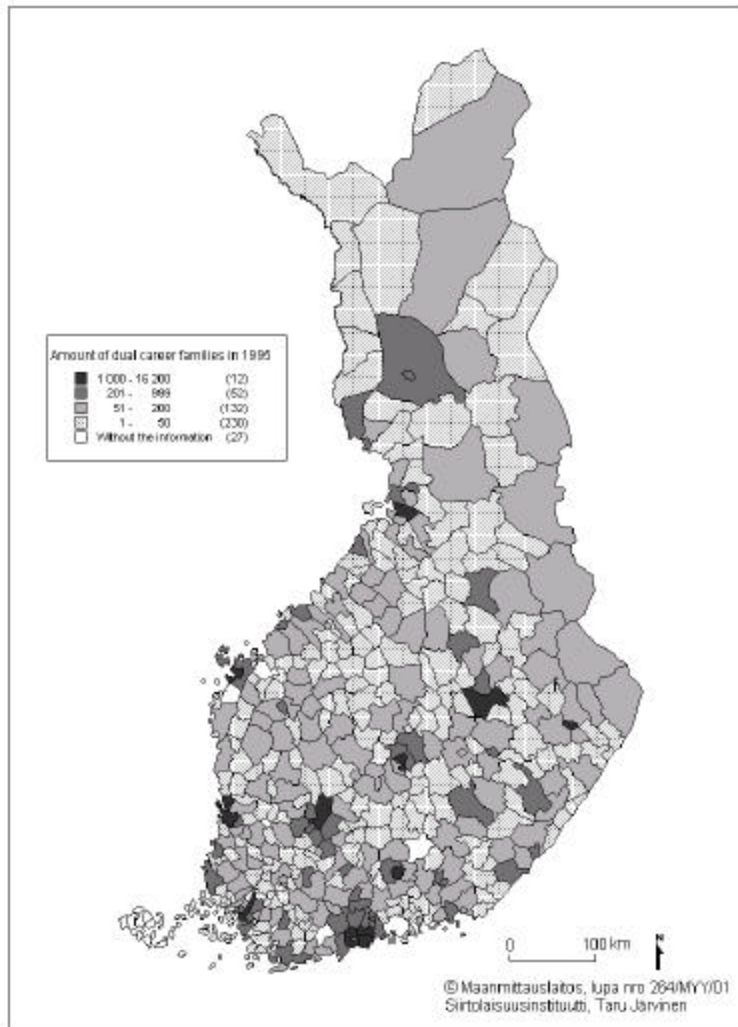 Amount of dual career families in 1995
1 000 - 16 200 (12)
201 - 999 (52)
51 - 200 (132)
1 - 50 (230)
Without the information (27)
0 100 km
N
© Maanmittauslaitos, lupa nro 264/MYY/01
Siirtolaisuusinstituutti, Taru Järvinen